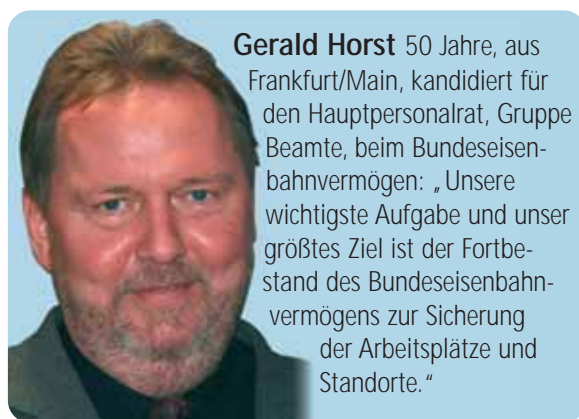 Gerald Horst 50 Jahre, aus
Frankfurt/Main, kandidiert für
den Hauptpersonalrat, Gruppe
Beamte, beim Bundeseisen-
bahnvermögen: „Unsere
wichtigste Aufgabe und unser
größtes Ziel ist der Fortbe-
stand des Bundeseisenbahn-
vermögens zur Sicherung
der Arbeitsplätze und
Standorte.“